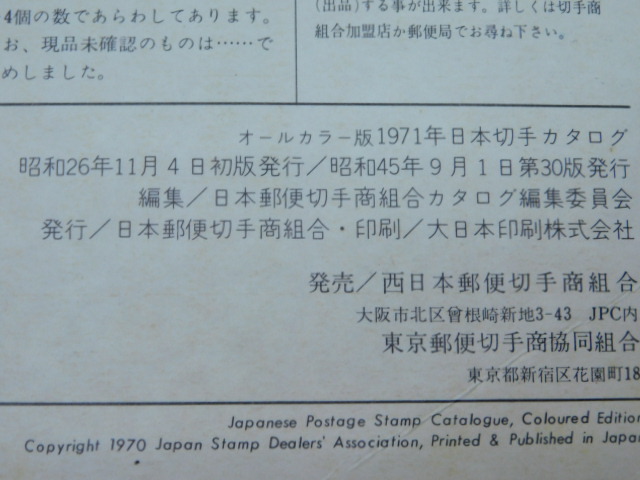 4個の数であらわしてあります。
お、現品未確認のものは……で
めしました。
(出品)する事が出来ます。詳しくは切手商
組合加盟店か郵便局でお尋ね下さい。
オールカラー版1971年日本切手カタログ
昭和26年11月4日初版発行／昭和45年9月1日第30版発行
編集／日本郵便切手商組合カタログ編集委員会
発行／日本郵便切手商組合・印刷／大日本印刷株式会社
発売／西日本郵便切手商組合
大阪市北区曾根崎新地3-43 JPC内
東京郵便切手商協同組合
東京都新宿区花園町18
Japanese Postage Stamp Catalogue, Coloured Edition
Copyright 1970 Japan Stamp Dealers' Association, Printed & Published in Japan